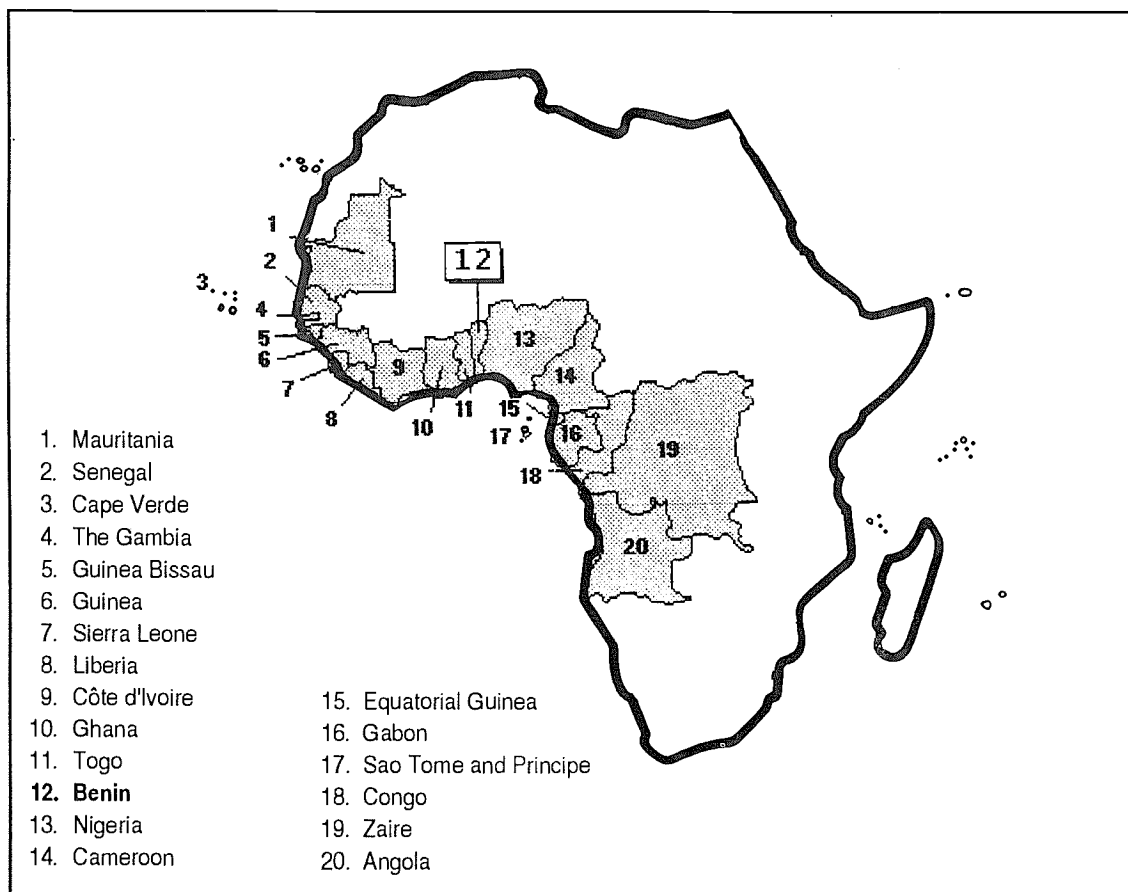 1
2
12
3
4
5
6
7
8
9
10
11
13
14
15
16
17
18
19
20
1. Mauritania
2. Senegal
3. Cape Verde
4. The Gambia
5. Guinea Bissau
6. Guinea
7. Sierra Leone
8. Liberia
9. Côte d'Ivoire
10. Ghana
11. Togo
12. Benin
13. Nigeria
14. Cameroon
15. Equatorial Guinea
16. Gabon
17. Sao Tome and Principe
18. Congo
19. Zaire
20. Angola